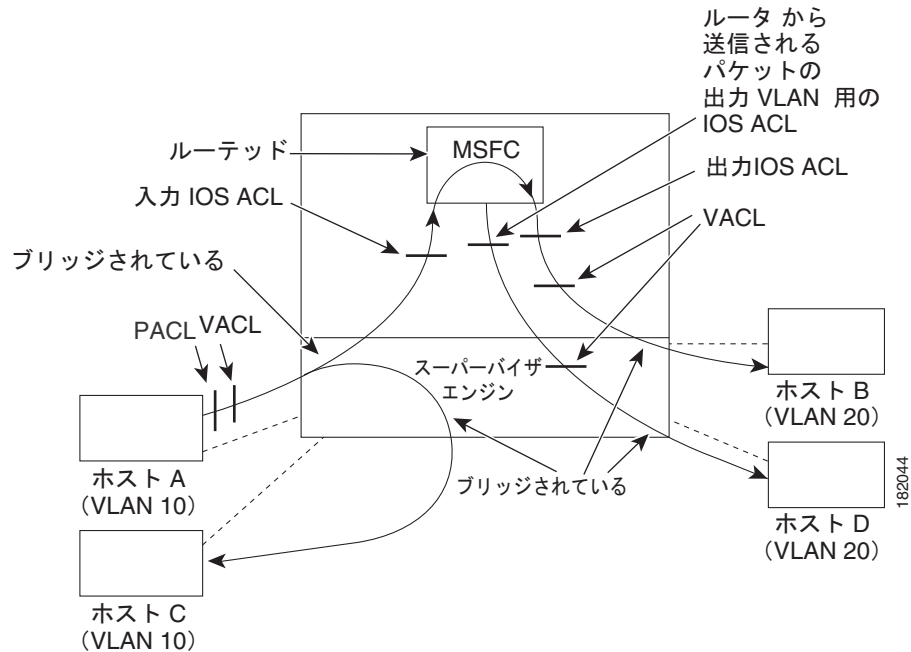 ルータ から
送信される
パケットの
出力 VLAN 用の
IOS ACL
ルーテッド
MSFC
出力IOS ACL
入力 IOS ACL
VACL
ブリッジされている
PACL
VACL
スーパーバイザ
エンジン
ホスト B
(VLAN 20)
ホスト A
(VLAN 10)
ブリッジされている
ホスト D
(VLAN 20)
182044
ホスト C
(VLAN 10)